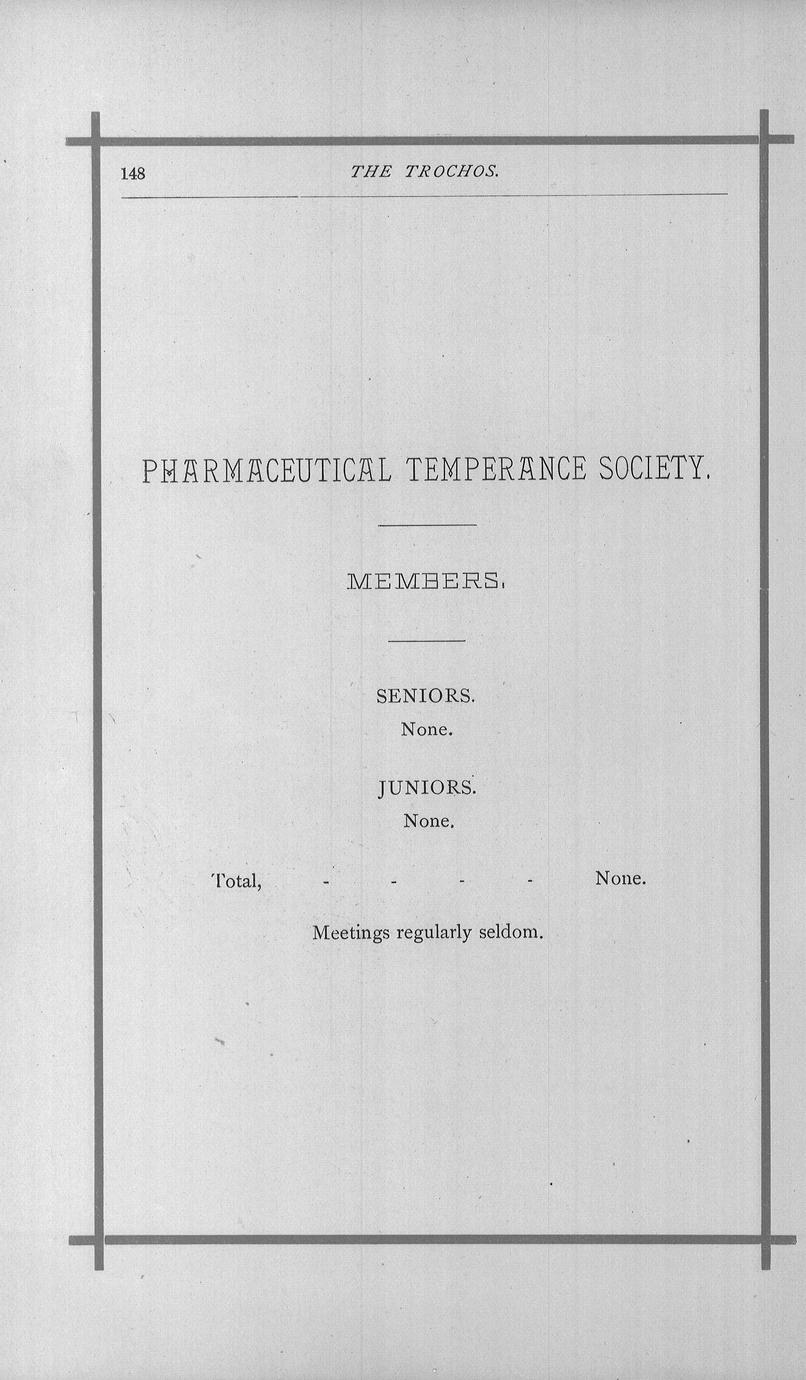 148 THE TROCHOS.
PHARMACEUTICAL TEMPERANCE SOCIETY.
MEMBERS.
SENIORS.
None.
JUNIORS.
None.
Total, - - - - None.
Meetings regularly seldom.